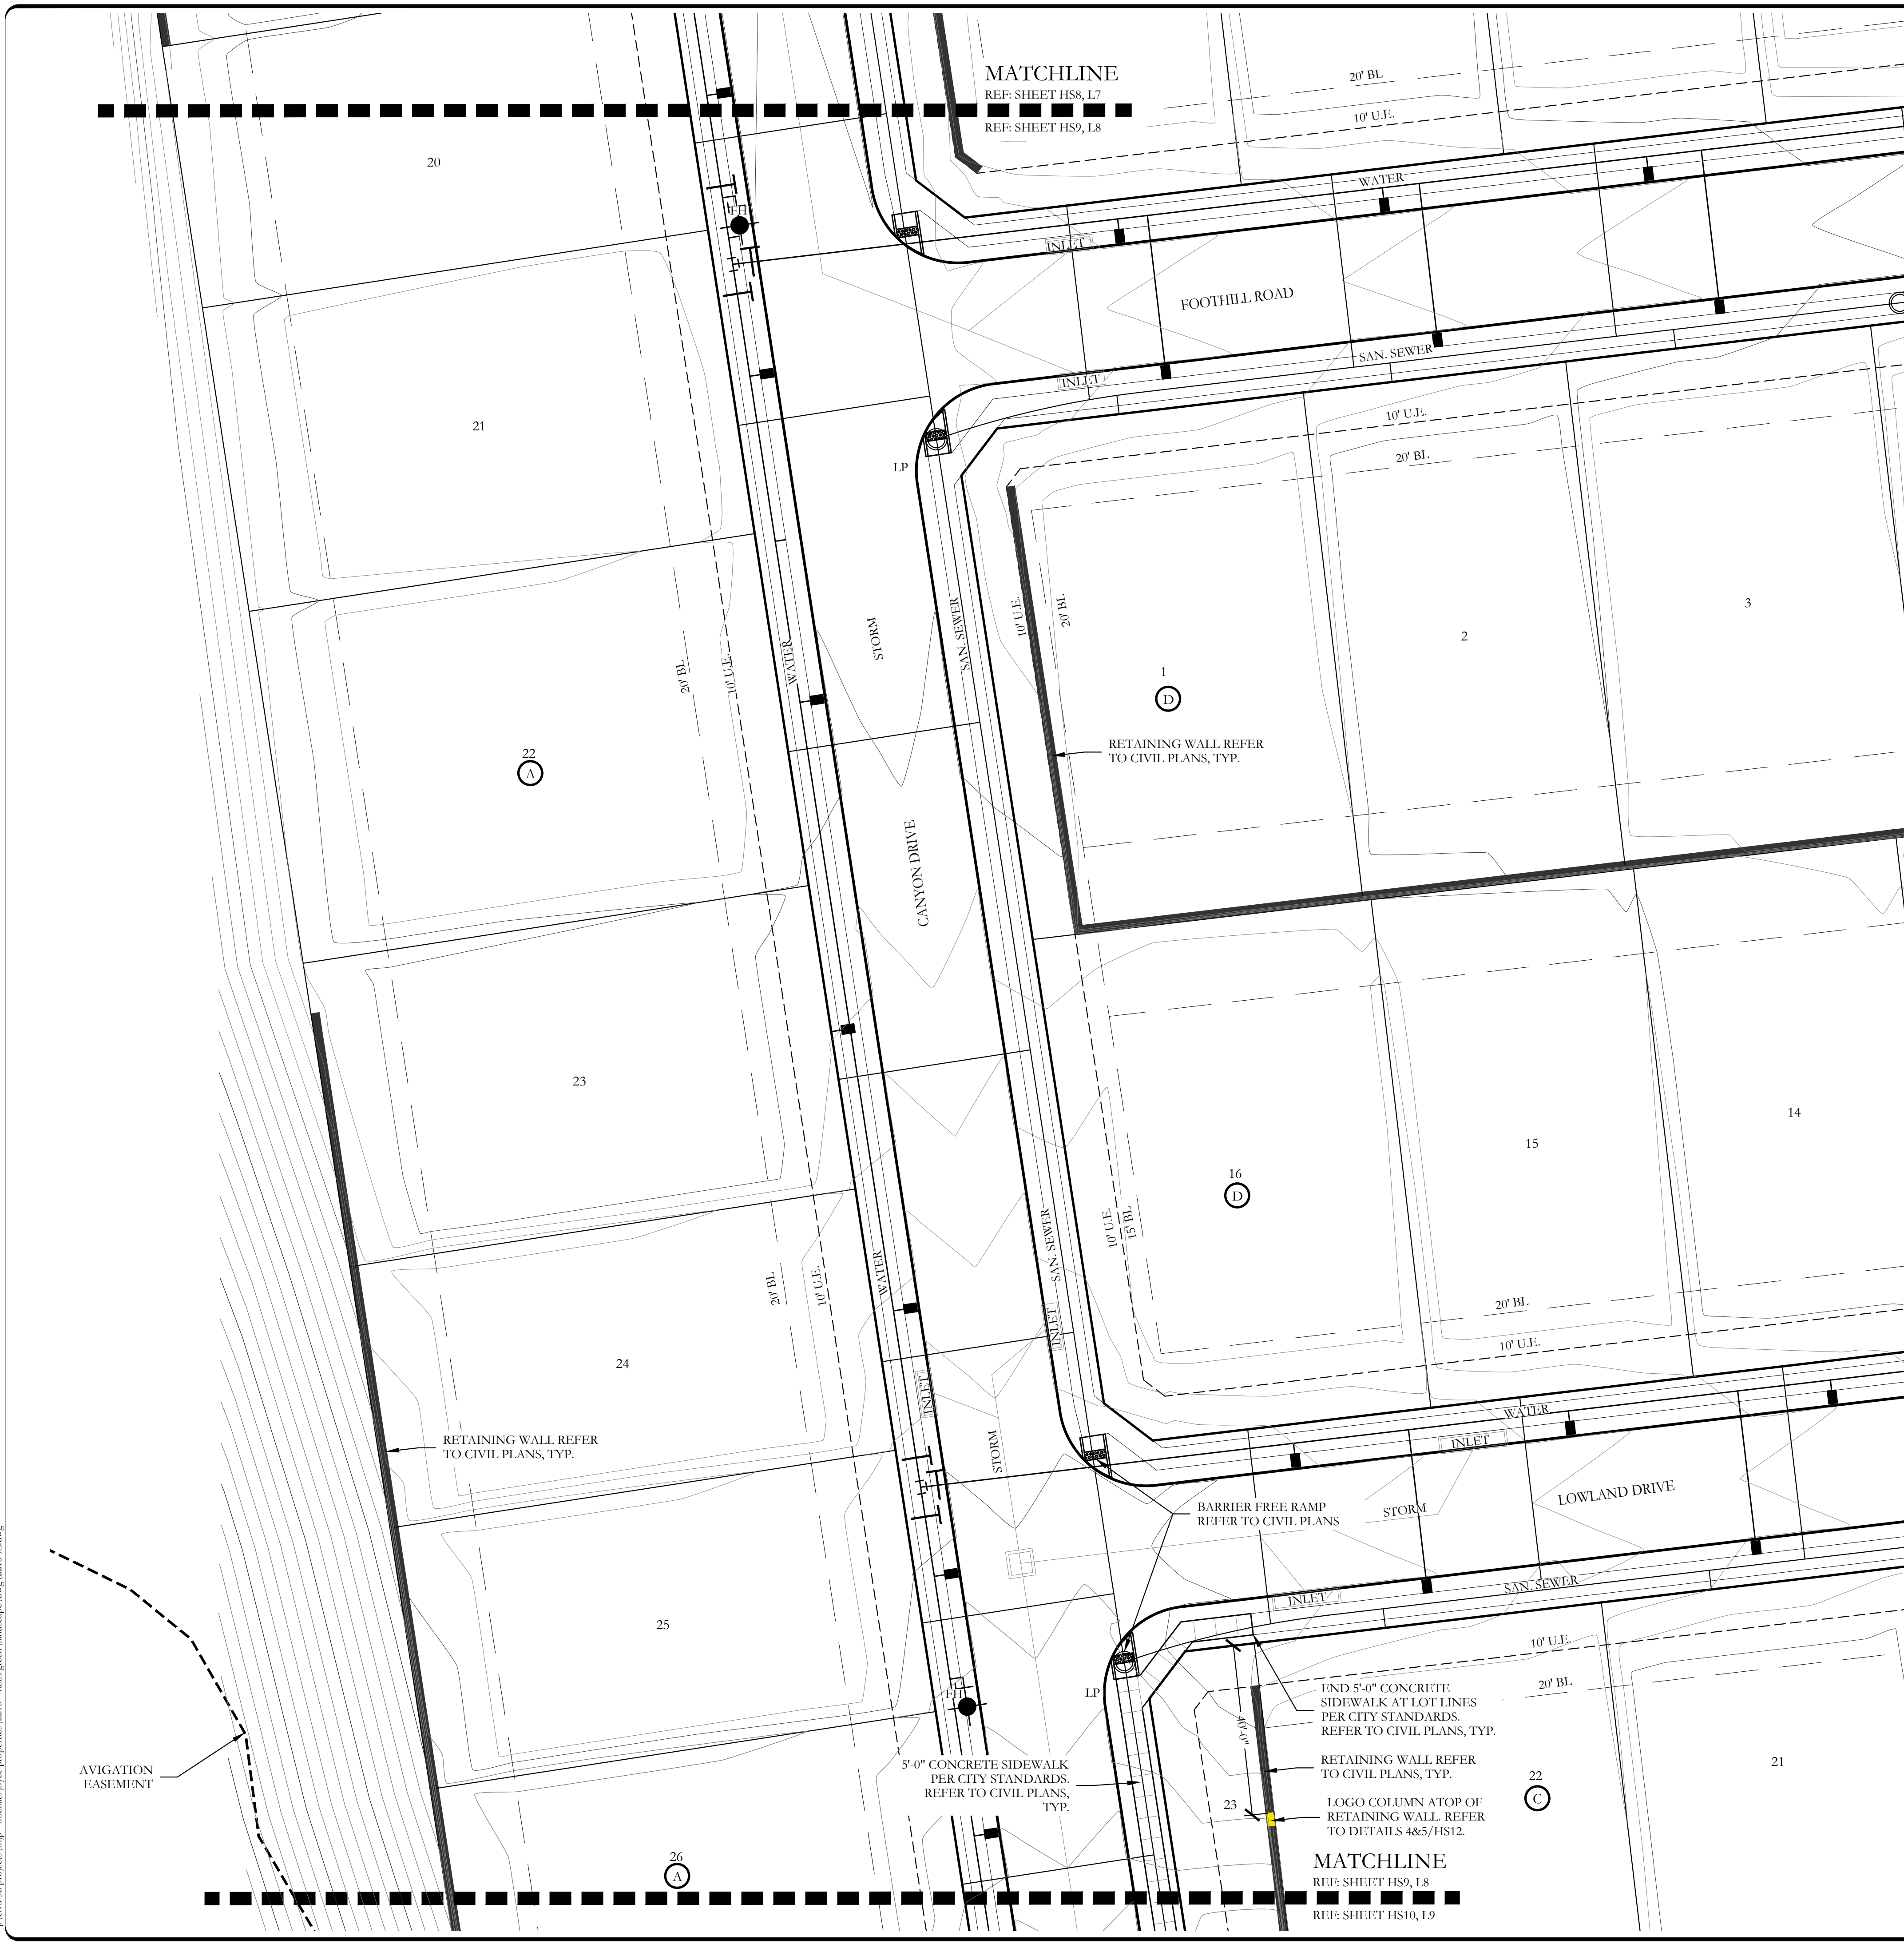 MATCHLINE
REF: SHEET HS8, L7
REF: SHEET HS9, L8
20' BL
10' U.E.
20
FH
WATER
INLET
FOOTHILL ROAD
SAN. SEWER
INLET
LP
10' U.E.
20' BL
21
STORM
SAN. SEWER
10' U.E.
20' BL
WATER
20' BL
10' U.E.
1
D
2
3
RETAINING WALL REFER
TO CIVIL PLANS, TYP.
22
A
CANYON DRIVE
23
16
D
15
14
10' U.E.
15' BL
SAN. SEWER
INLET
WATER
20' BL
10' U.E.
20' BL
10' U.E.
24
INLET
STORM
WATER
INLET
RETAINING WALL REFER
TO CIVIL PLANS, TYP.
BARRIER FREE RAMP
REFER TO CIVIL PLANS
STORM
LOWLAND DRIVE
INLET
SAN. SEWER
25
FH
LP
10' U.E.
20' BL
END 5'-0" CONCRETE
SIDEWALK AT LOT LINES
PER CITY STANDARDS.
REFER TO CIVIL PLANS, TYP.
40'-0"
RETAINING WALL REFER
TO CIVIL PLANS, TYP.
AVIGATION
EASEMENT
5'-0" CONCRETE SIDEWALK
PER CITY STANDARDS.
REFER TO CIVIL PLANS,
TYP.
23
LOGO COLUMN ATOP OF
RETAINING WALL. REFER
TO DETAILS 4&5/HS12.
22
C
21
26
A
MATCHLINE
REF: SHEET HS9, L8
REF: SHEET HS10, L9